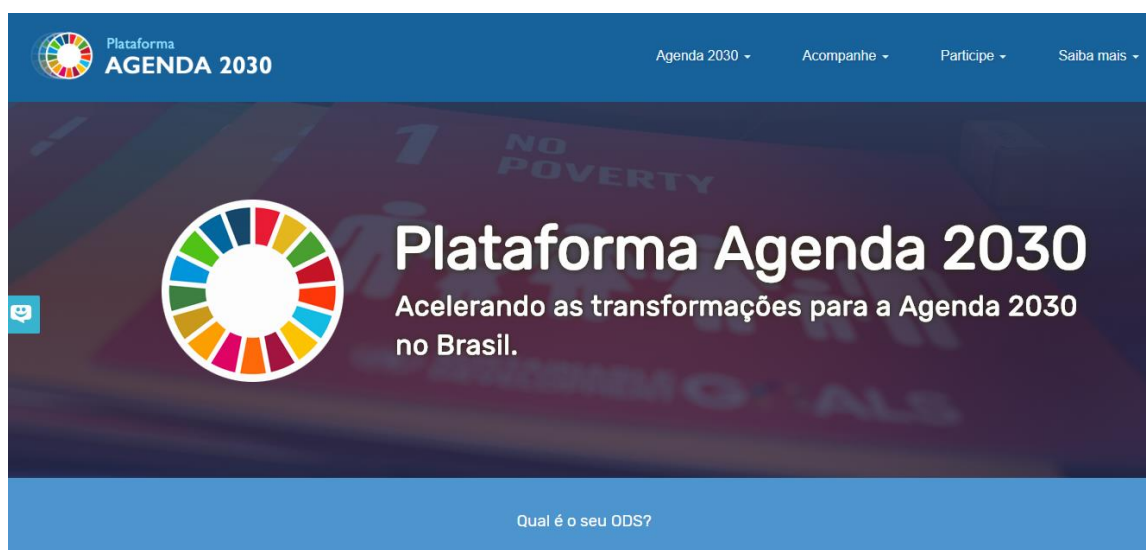 Plataforma
AGENDA 2030
Agenda 2030
Acompanhe
Participe
Saiba mais
1 NO
POVERTY
Plataforma Agenda 2030
Acelerando as transformações para a Agenda 2030
no Brasil.
GOALS
Qual é o seu ODS?